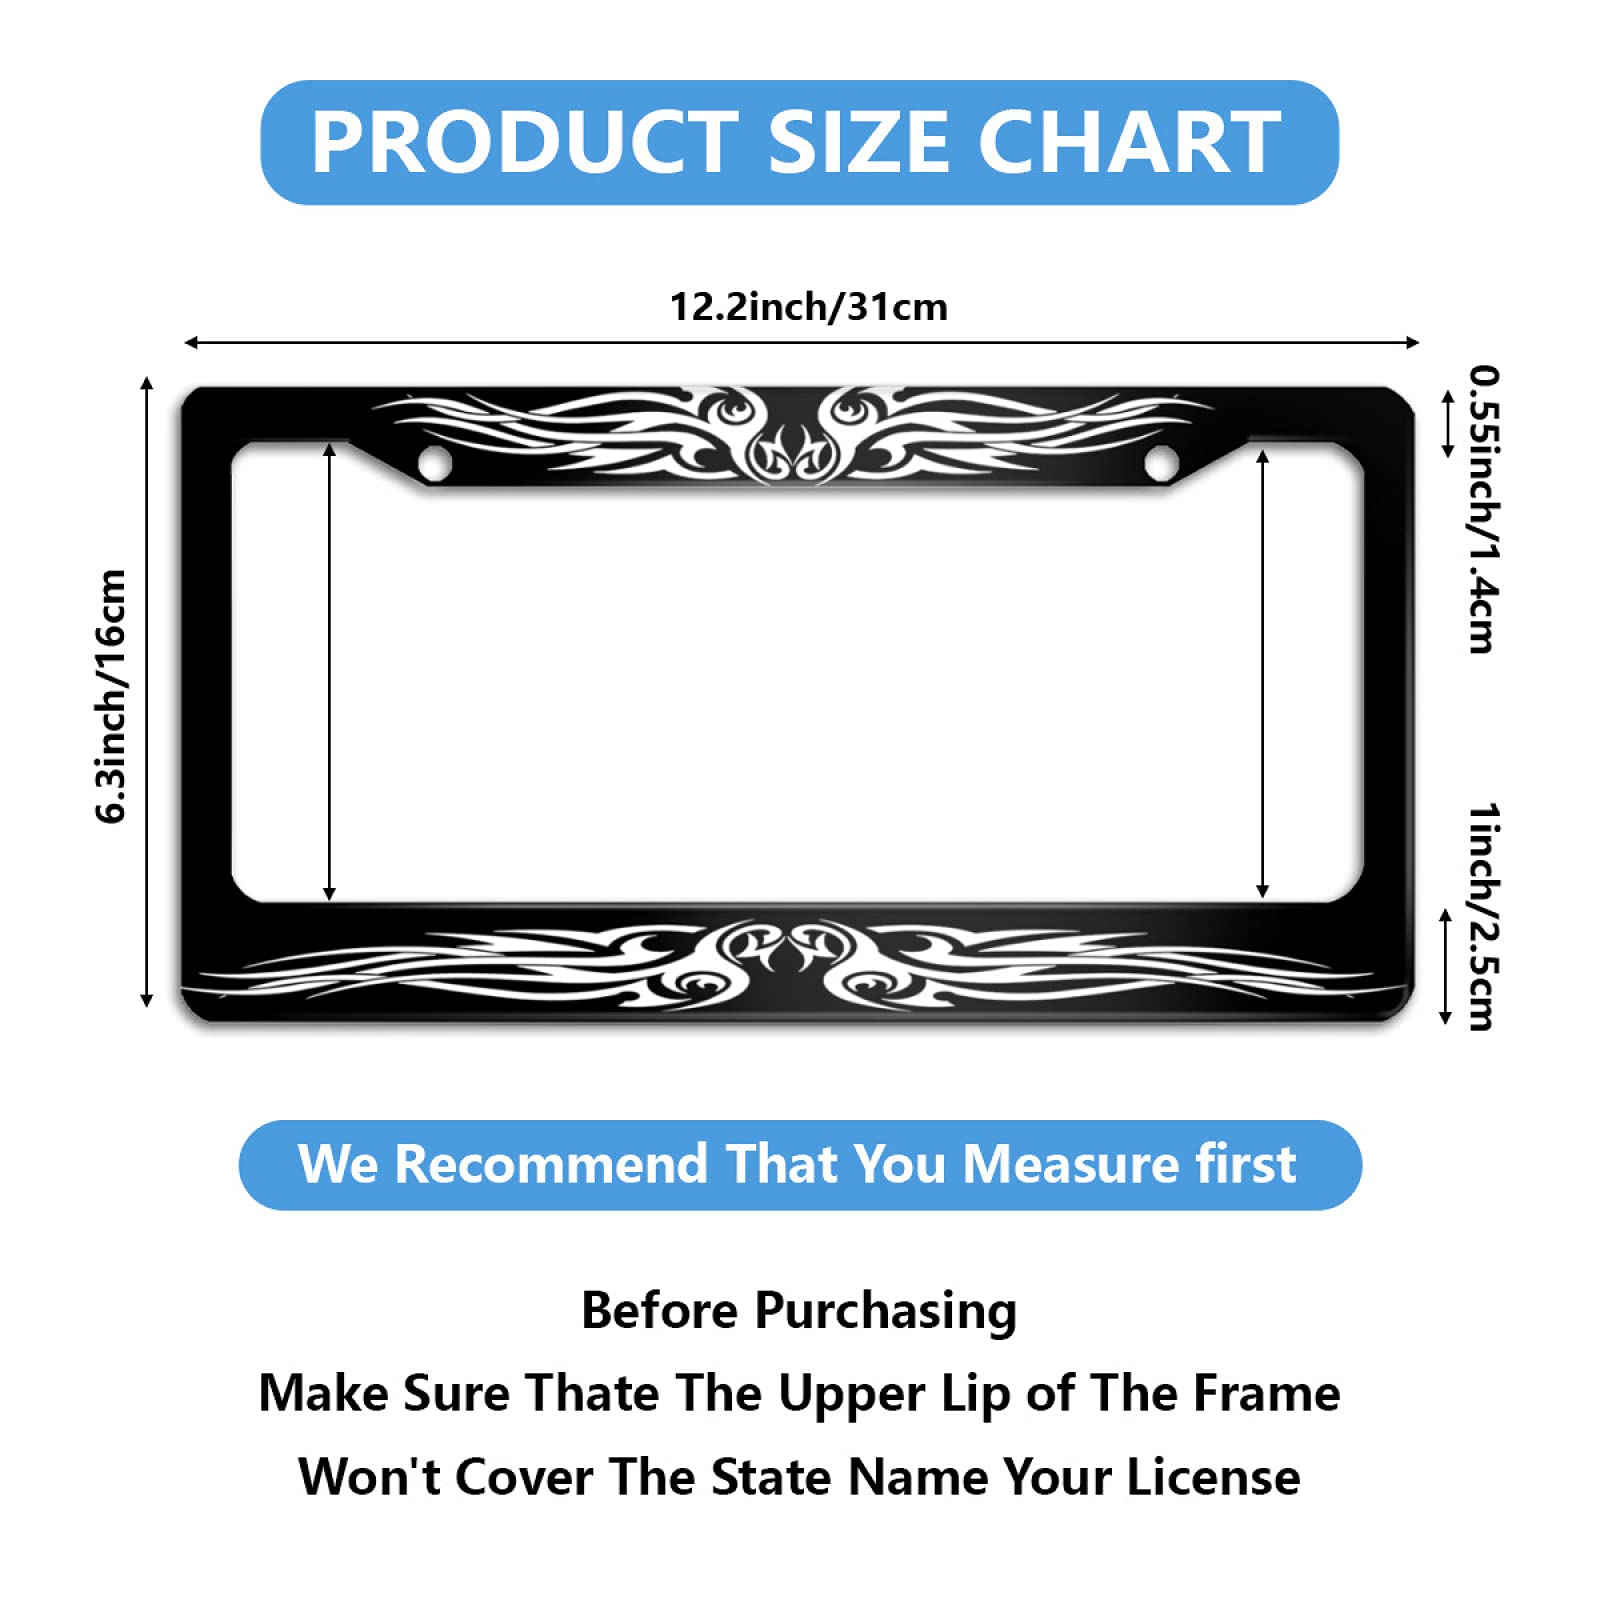 PRODUCT SIZE CHART
12.2inch/31cm
0.55inch/1.4cm
6.3inch/16cm
1inch/2.5cm
We Recommend That You Measure first
Before Purchasing
Make Sure Thate The Upper Lip of The Frame
Won't Cover The State Name Your License